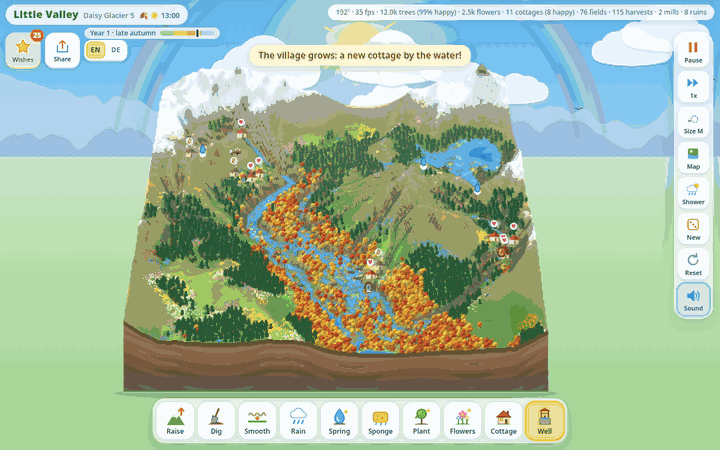 Little Valley Daisy Glacier 5 13:00
192² · 35 fps · 12.0k trees (99% happy) · 2.5k flowers · 11 cottages (8 happy) · 76 fields · 115 harvests · 2 mills · 8 ruins
Year 1 · late autumn
25
Wishes
Share
EN DE
The village grows: a new cottage by the water!
Pause
1x
Size M
Map
Shower
New
Reset
Sound
Raise Dig Smooth Rain Spring Sponge Plant Flowers Cottage Well